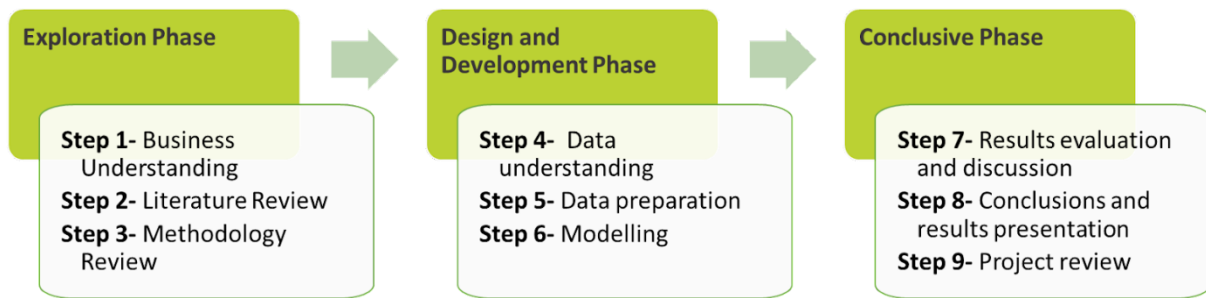 Exploration Phase
Step 1- Business
Understanding
Step 2- Literature Review
Step 3- Methodology
Review
Design and
Development Phase
Step 4- Data
understanding
Step 5- Data preparation
Step 6- Modelling
Conclusive Phase
Step 7- Results evaluation
and discussion
Step 8- Conclusions and
results presentation
Step 9- Project review